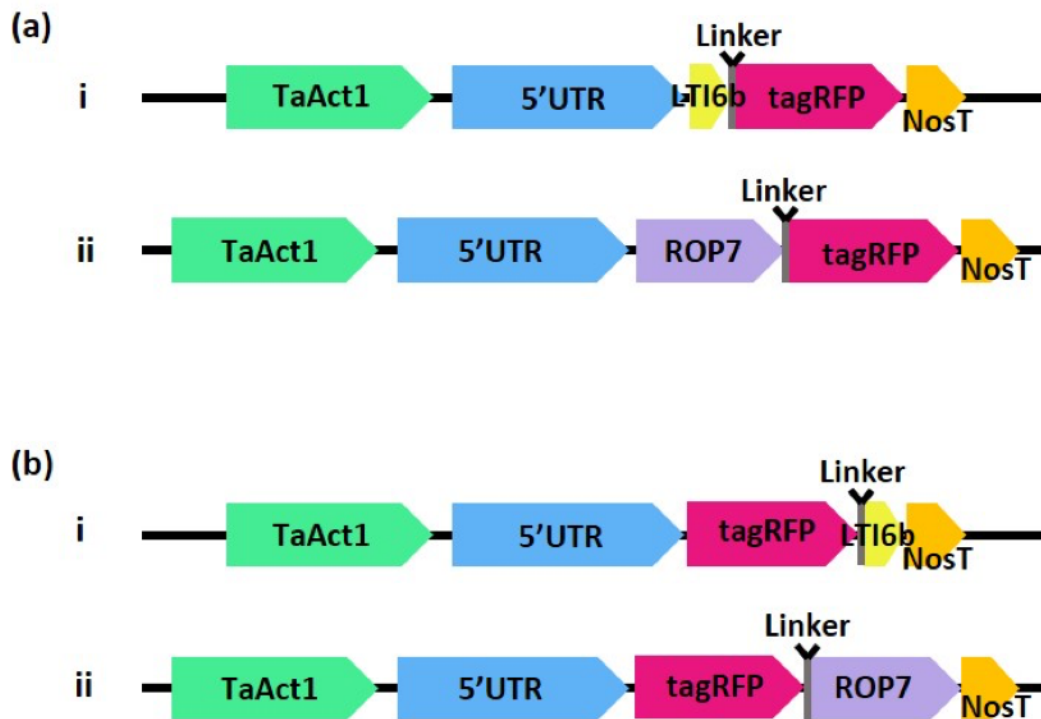 (a)
Linker
i TaAct1 5'UTR LTI6b tagRFP NosT
Linker
ii TaAct1 5'UTR ROP7 tagRFP NosT
(b)
Linker
i TaAct1 5'UTR tagRFP LTI6b NosT
Linker
ii TaAct1 5'UTR tagRFP ROP7 NosT